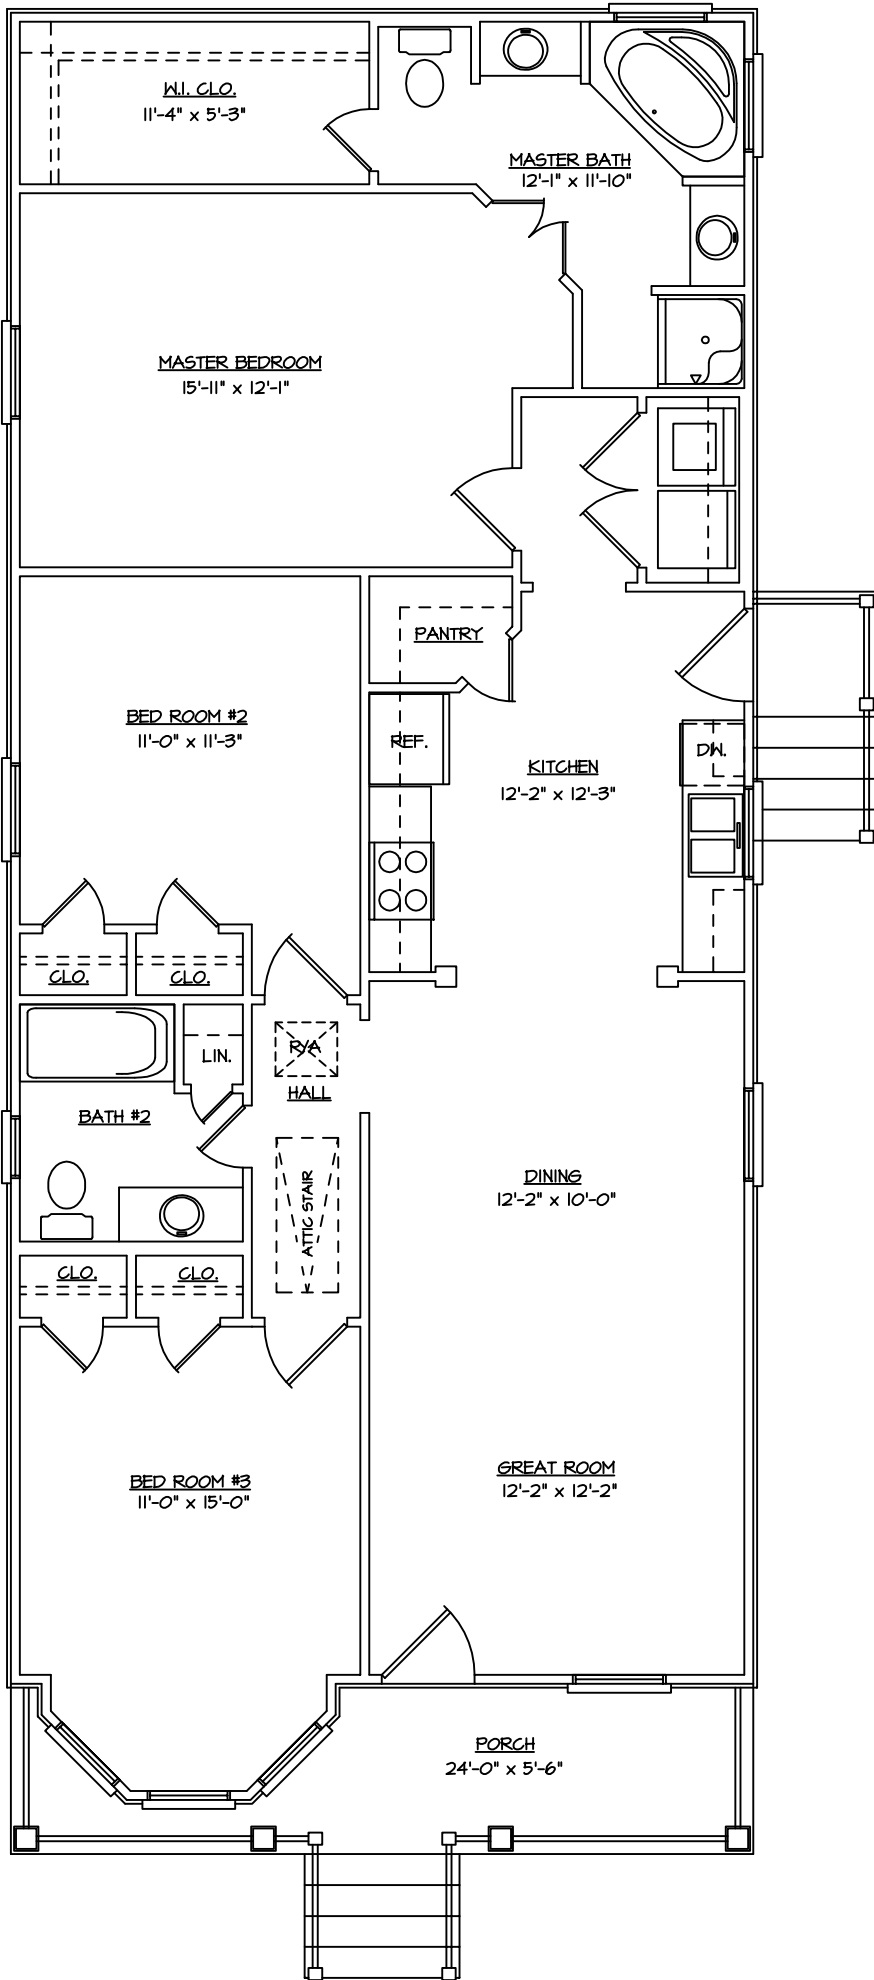 W.I. CLO.
11'-4" x 5'-3"
MASTER BATH
12'-1" x 11'-10"
MASTER BEDROOM
15'-11" x 12'-1"
PANTRY
BED ROOM #2
11'-0" x 11'-3"
REF.
D.W.
KITCHEN
12'-2" x 12'-3"
CLO.
CLO.
R/A
LIN.
HALL
BATH #2
ATTIC STAIR
DINING
12'-2" x 10'-0"
CLO.
CLO.
GREAT ROOM
12'-2" x 12'-2"
BED ROOM #3
11'-0" x 15'-0"
PORCH
24'-0" x 5'-6"